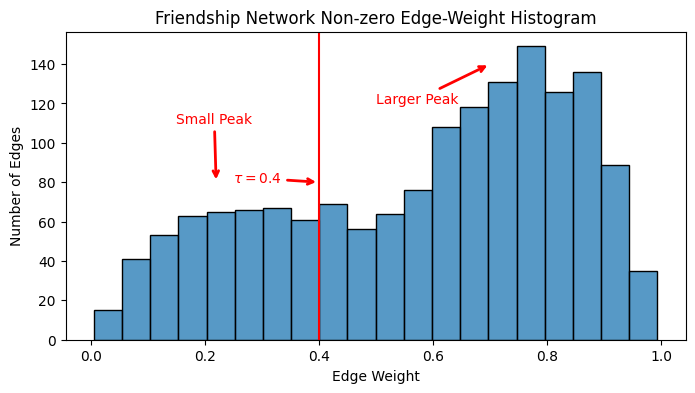 Friendship Network Non-zero Edge-Weight Histogram
Number of Edges
140
120
100
80
60
40
20
0
Small Peak
Larger Peak
τ = 0.4
0.0 0.2 0.4 0.6 0.8 1.0
Edge Weight